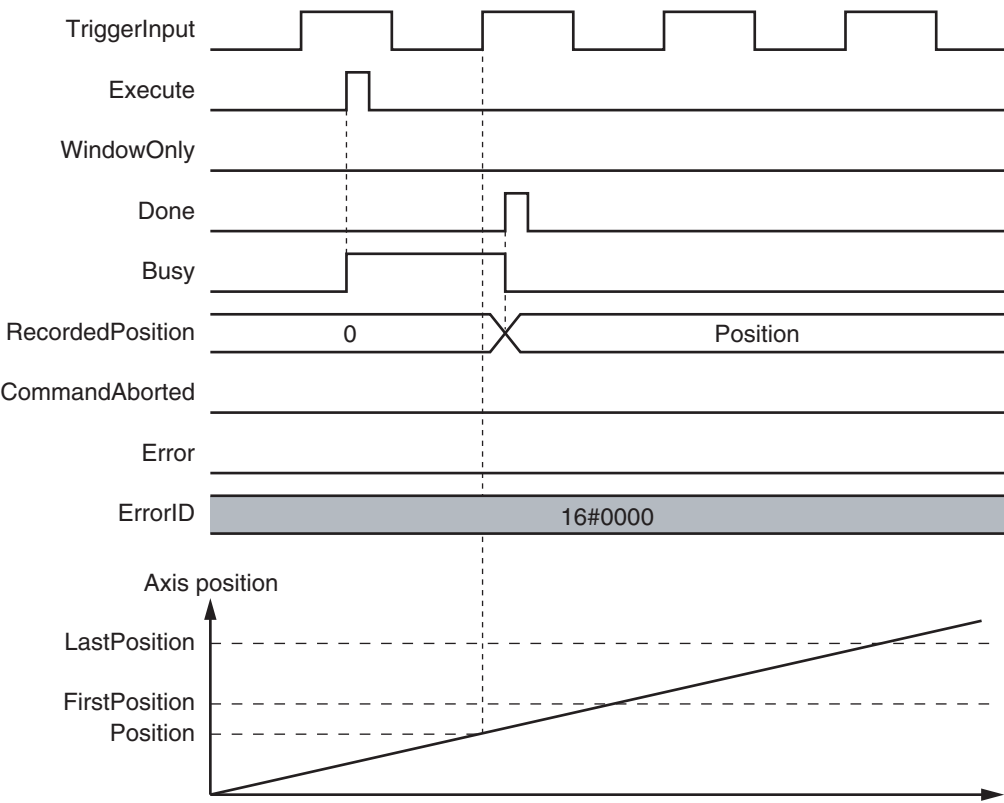 TriggerInput
Execute
WindowOnly
Done
Busy
RecordedPosition 0 Position
CommandAborted
Error
ErrorID 16#0000
Axis position
LastPosition
FirstPosition
Position